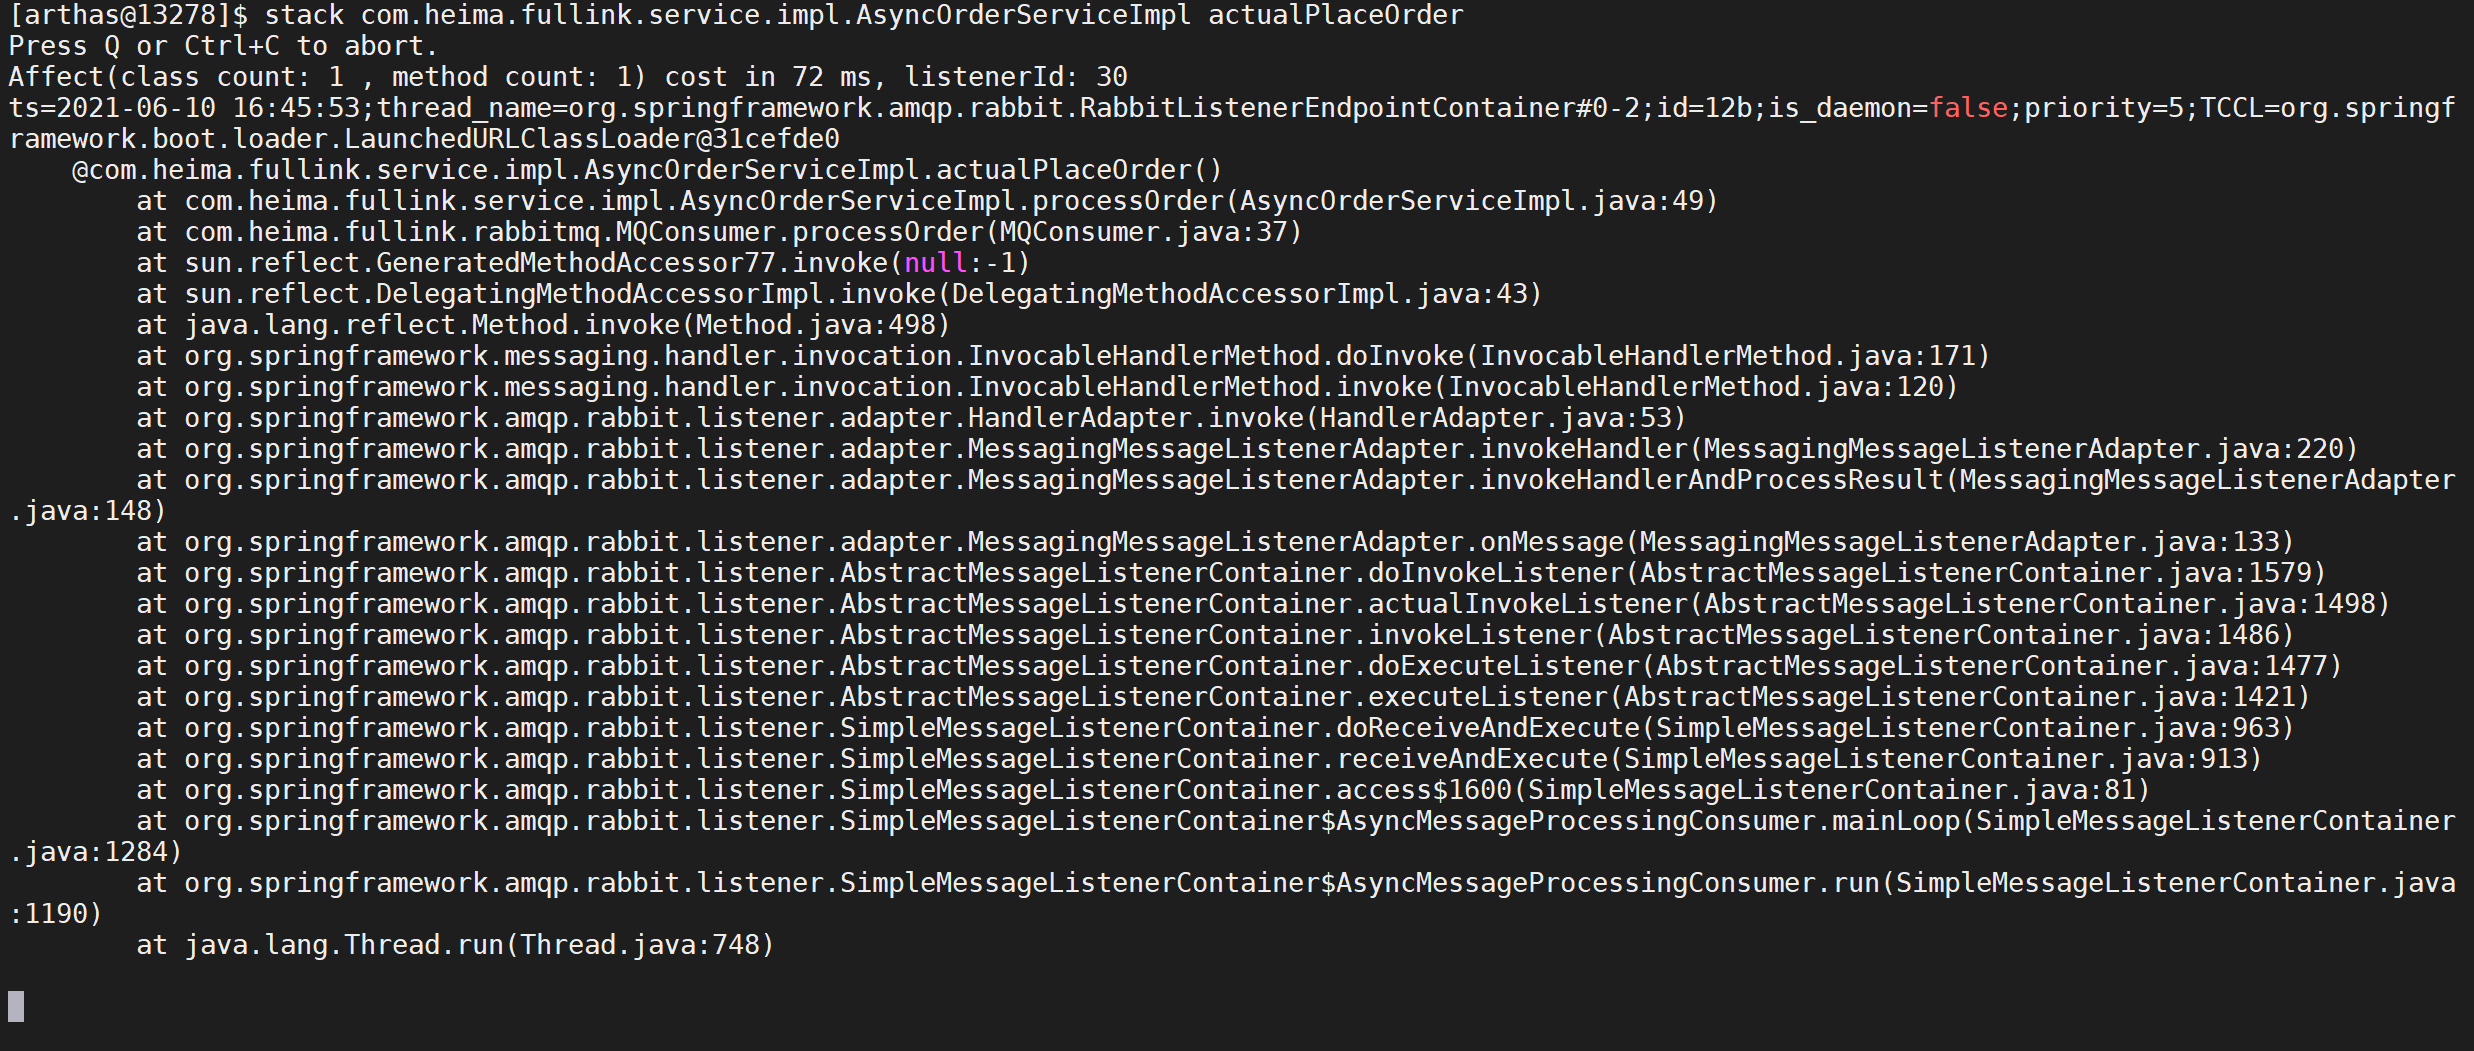 [arthas@13278]$ stack com.heima.fullink.service.impl.AsyncOrderServiceImpl actualPlaceOrder
Press Q or Ctrl+C to abort.
Affect(class count: 1 , method count: 1) cost in 72 ms, listenerId: 30
ts=2021-06-10 16:45:53;thread_name=org.springframework.amqp.rabbit.RabbitListenerEndpointContainer#0-2;id=12b;is_daemon=false;priority=5;TCCL=org.springf
ramework.boot.loader.LaunchedURLClassLoader@31cefde0
    @com.heima.fullink.service.impl.AsyncOrderServiceImpl.actualPlaceOrder()
        at com.heima.fullink.service.impl.AsyncOrderServiceImpl.processOrder(AsyncOrderServiceImpl.java:49)
        at com.heima.fullink.rabbitmq.MQConsumer.processOrder(MQConsumer.java:37)
        at sun.reflect.GeneratedMethodAccessor77.invoke(null:-1)
        at sun.reflect.DelegatingMethodAccessorImpl.invoke(DelegatingMethodAccessorImpl.java:43)
        at java.lang.reflect.Method.invoke(Method.java:498)
        at org.springframework.messaging.handler.invocation.InvocableHandlerMethod.doInvoke(InvocableHandlerMethod.java:171)
        at org.springframework.messaging.handler.invocation.InvocableHandlerMethod.invoke(InvocableHandlerMethod.java:120)
        at org.springframework.amqp.rabbit.listener.adapter.HandlerAdapter.invoke(HandlerAdapter.java:53)
        at org.springframework.amqp.rabbit.listener.adapter.MessagingMessageListenerAdapter.invokeHandler(MessagingMessageListenerAdapter.java:220)
        at org.springframework.amqp.rabbit.listener.adapter.MessagingMessageListenerAdapter.invokeHandlerAndProcessResult(MessagingMessageListenerAdapter
.java:148)
        at org.springframework.amqp.rabbit.listener.adapter.MessagingMessageListenerAdapter.onMessage(MessagingMessageListenerAdapter.java:133)
        at org.springframework.amqp.rabbit.listener.AbstractMessageListenerContainer.doInvokeListener(AbstractMessageListenerContainer.java:1579)
        at org.springframework.amqp.rabbit.listener.AbstractMessageListenerContainer.actualInvokeListener(AbstractMessageListenerContainer.java:1498)
        at org.springframework.amqp.rabbit.listener.AbstractMessageListenerContainer.invokeListener(AbstractMessageListenerContainer.java:1486)
        at org.springframework.amqp.rabbit.listener.AbstractMessageListenerContainer.doExecuteListener(AbstractMessageListenerContainer.java:1477)
        at org.springframework.amqp.rabbit.listener.AbstractMessageListenerContainer.executeListener(AbstractMessageListenerContainer.java:1421)
        at org.springframework.amqp.rabbit.listener.SimpleMessageListenerContainer.doReceiveAndExecute(SimpleMessageListenerContainer.java:963)
        at org.springframework.amqp.rabbit.listener.SimpleMessageListenerContainer.receiveAndExecute(SimpleMessageListenerContainer.java:913)
        at org.springframework.amqp.rabbit.listener.SimpleMessageListenerContainer.access$1600(SimpleMessageListenerContainer.java:81)
        at org.springframework.amqp.rabbit.listener.SimpleMessageListenerContainer$AsyncMessageProcessingConsumer.mainLoop(SimpleMessageListenerContainer
.java:1284)
        at org.springframework.amqp.rabbit.listener.SimpleMessageListenerContainer$AsyncMessageProcessingConsumer.run(SimpleMessageListenerContainer.java
:1190)
        at java.lang.Thread.run(Thread.java:748)